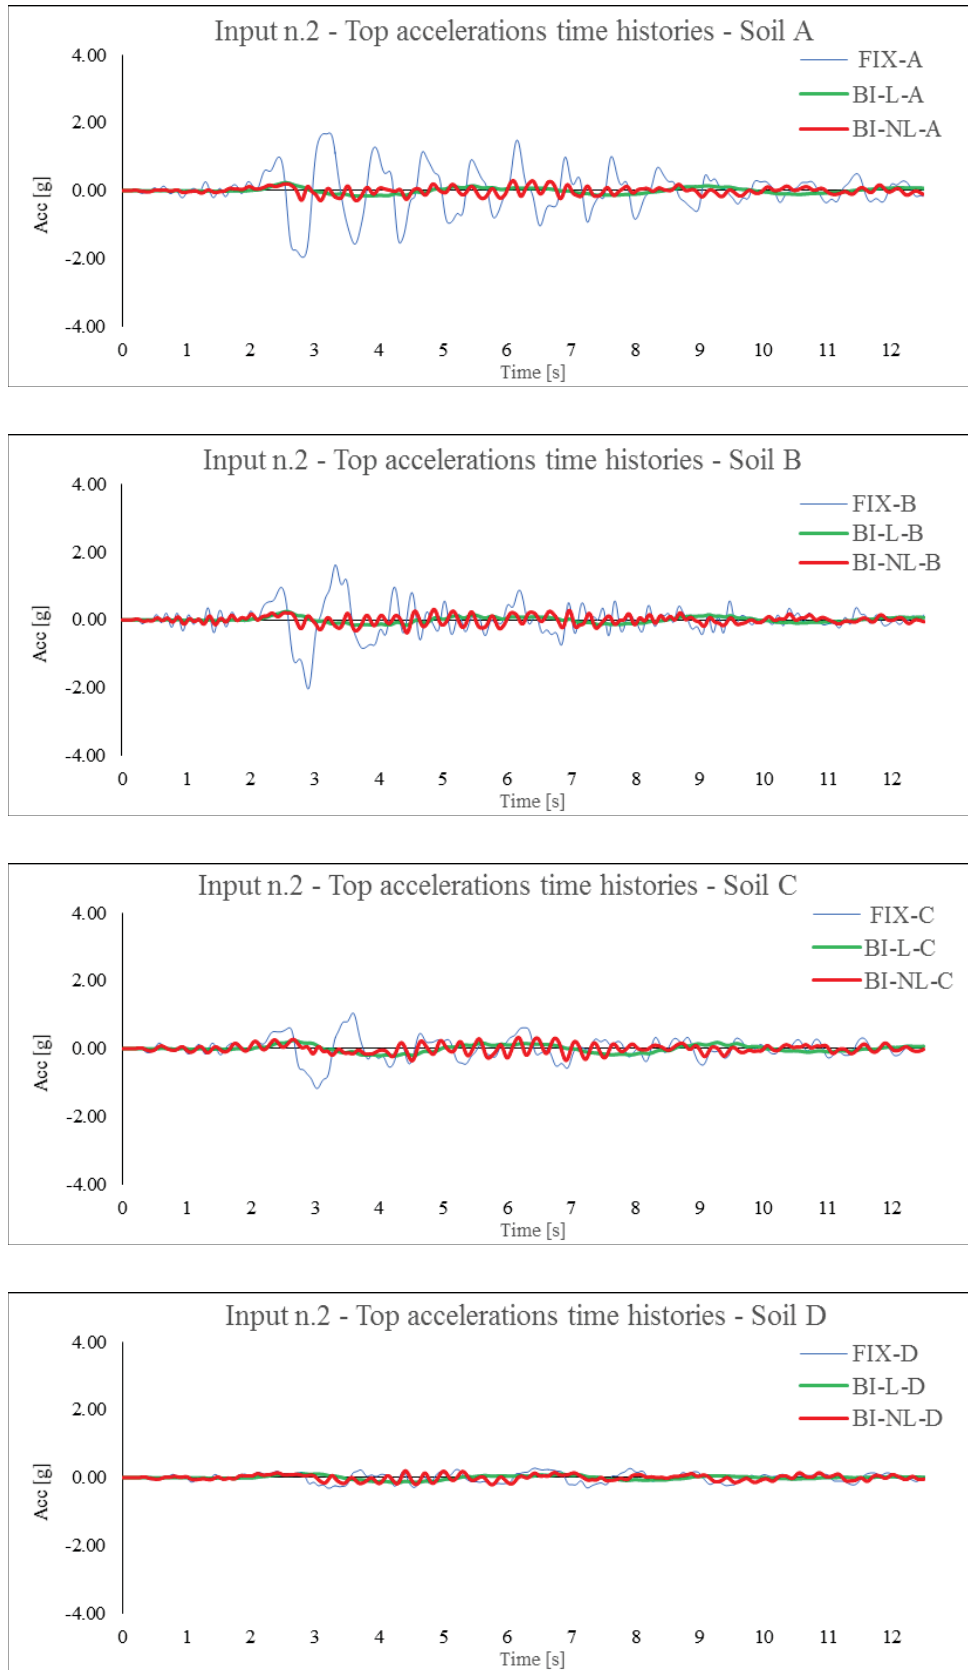 Input n.2 - Top accelerations time histories - Soil A
4.00
FIX-A
2.00
BI-L-A
BI-NL-A
0.00
Acc [g]
-2.00
-4.00
0 1 2 3 4 5 6 7 8 9 10 11 12
Time [s]
Input n.2 - Top accelerations time histories - Soil B
4.00
FIX-B
2.00
BI-L-B
BI-NL-B
0.00
Acc [g]
-2.00
-4.00
0 1 2 3 4 5 6 7 8 9 10 11 12
Time [s]
Input n.2 - Top accelerations time histories - Soil C
4.00
FIX-C
2.00
BI-L-C
BI-NL-C
0.00
Acc [g]
-2.00
-4.00
0 1 2 3 4 5 6 7 8 9 10 11 12
Time [s]
Input n.2 - Top accelerations time histories - Soil D
4.00
FIX-D
2.00
BI-L-D
BI-NL-D
0.00
Acc [g]
-2.00
-4.00
0 1 2 3 4 5 6 7 8 9 10 11 12
Time [s]